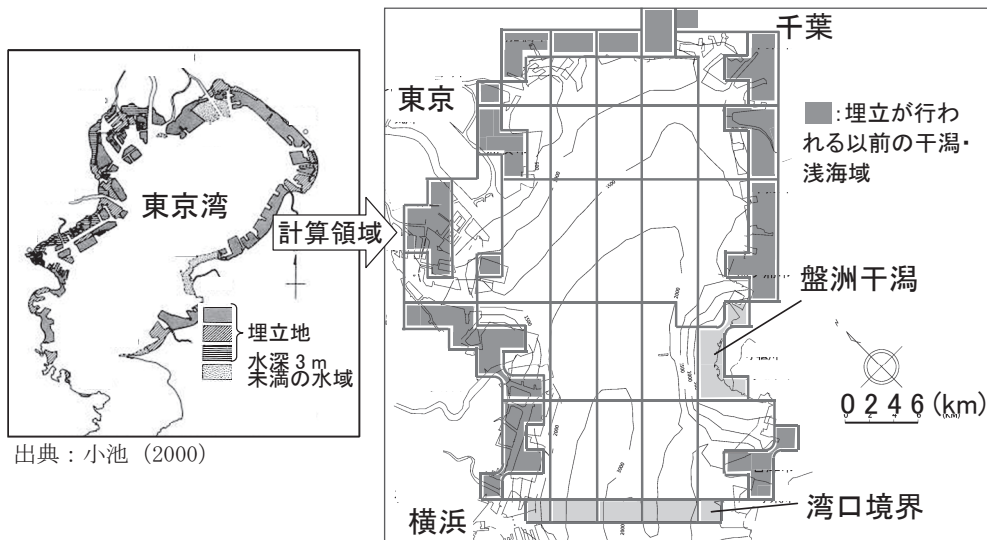 東京湾
埋立地
水深3m
未満の水域
出典：小池（2000）
計算領域
千葉
東京
■:埋立が行わ
れる以前の干潟・
浅海域
盤洲干潟
0 2 4 6 (km)
横浜
湾口境界